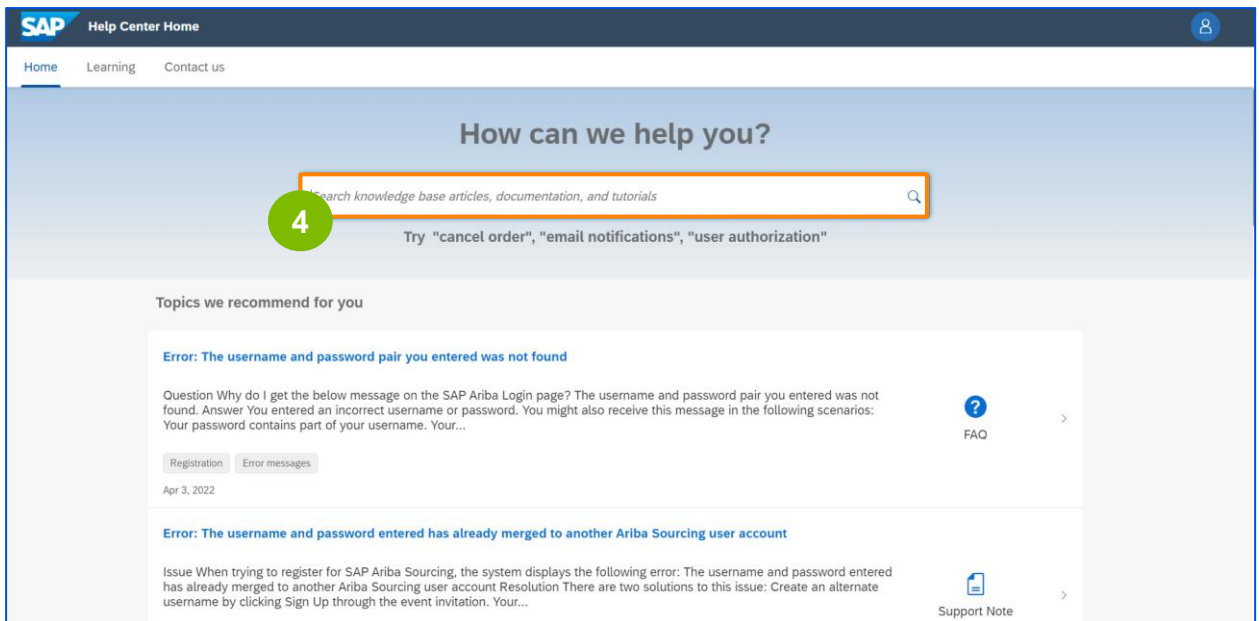 SAP Help Center Home
Home Learning Contact us
How can we help you?
Search knowledge base articles, documentation, and tutorials
4
Try "cancel order", "email notifications", "user authorization"
Topics we recommend for you
Error: The username and password pair you entered was not found
Question Why do I get the below message on the SAP Ariba Login page? The username and password pair you entered was not
found. Answer You entered an incorrect username or password. You might also receive this message in the following scenarios:
Your password contains part of your username. Your...
FAQ
Registration Error messages
Apr 3, 2022
Error: The username and password entered has already merged to another Ariba Sourcing user account
Issue When trying to register for SAP Ariba Sourcing, the system displays the following error: The username and password entered
has already merged to another Ariba Sourcing user account Resolution There are two solutions to this issue: Create an alternate
username by clicking Sign Up through the event invitation. Your...
Support Note